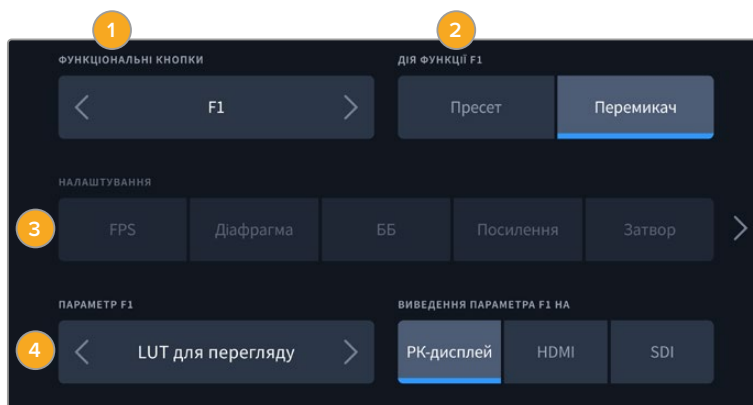 1 2
ФУНКЦІОНАЛЬНІ КНОПКИ ДІЯ ФУНКЦІЇ F1
F1 Пресет Перемикач
НАЛАШТУВАННЯ
3 FPS Діафрагма ББ Посилення Затвор
ПАРАМЕТР F1 ВИВЕДЕННЯ ПАРАМЕТРА F1 НА
4 LUT для перегляду РК-дисплей HDMI SDI